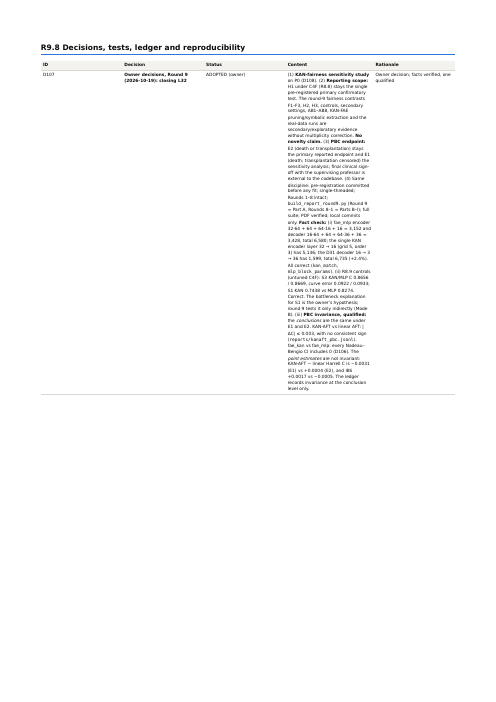 R9.8 Decisions, tests, ledger and reproducibility
ID Decision Status Content Rationale
D107
Owner decisions, Round 9
(2026-10-19): closing L32
ADOPTED (owner)
(1) KAN-fairness sensitivity study
on P0 (D108). (2) Reporting scope:
H1 under C4F (R8.8) stays the single
pre-registered primary confirmatory
test. The round-9 fairness contrasts
F1-F3, H2, H3, controls, secondary
settings, AB1-AB8, KAN-FAE
pruning/symbolic extraction and the
real-data runs are
secondary/exploratory evidence
without multiplicity correction. No
novelty claim. (3) PBC endpoint:
E2 (death or transplantation) stays
the primary reported endpoint and E1
(death; transplantation censored) the
sensitivity analysis; final clinical sign-
off with the supervising professor is
external to the codebase. (4) Same
discipline: pre-registration committed
before any fit; single-threaded;
Rounds 1-8 intact;
build_report_round9.py (Round 9
= Part A, Rounds 8-1 = Parts B-I); full
suite; PDF verified; local commits
only. Fact check: (i) fae_mlp encoder
32·64 + 64 + 64·16 + 16 = 3,152 and
decoder 16·64 + 64 + 64·36 + 36 =
3,428, total 6,580; the single KAN
encoder layer 32 → 16 (grid 5, order
3) has 5,136; the D31 decoder 16 → 3
→ 36 has 1,599, total 6,735 (+2.4%).
All correct (kan_match,
mlp_block_params). (ii) R8.9 controls
(untuned C4F): S3 KAN/MLP C 0.8656
/ 0.8669, curve error 0.0922 / 0.0933;
S1 KAN 0.7438 vs MLP 0.8274.
Correct. The bottleneck explanation
for S1 is the owner's hypothesis;
round 9 tests it only indirectly (Mode
B). (iii) PBC invariance, qualified:
the conclusions are the same under
E1 and E2. KAN-AFT vs linear AFT: |
ΔC| ≤ 0.003, with no consistent sign
(reports/kanaft_pbc.json).
fae_kan vs fae_mlp: every Nadeau–
Bengio CI includes 0 (D106). The
point estimates are not invariant:
KAN-AFT − linear Harrell C is −0.0031
(E1) vs +0.0004 (E2), and IBS
+0.0017 vs −0.0005. The ledger
records invariance at the conclusion
level only.
Owner decision; facts verified, one
qualified